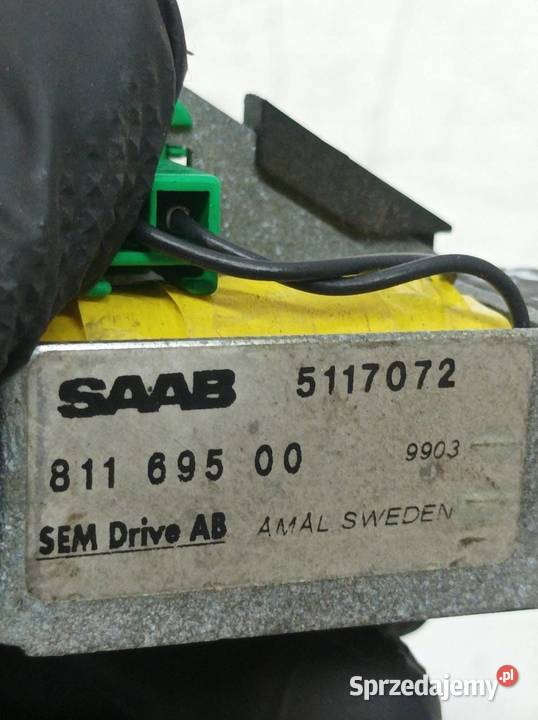 SAAB 5117072
811 695 00 9903
SEM Drive AB AMAL SWEDEN
Sprzedajemy.pl